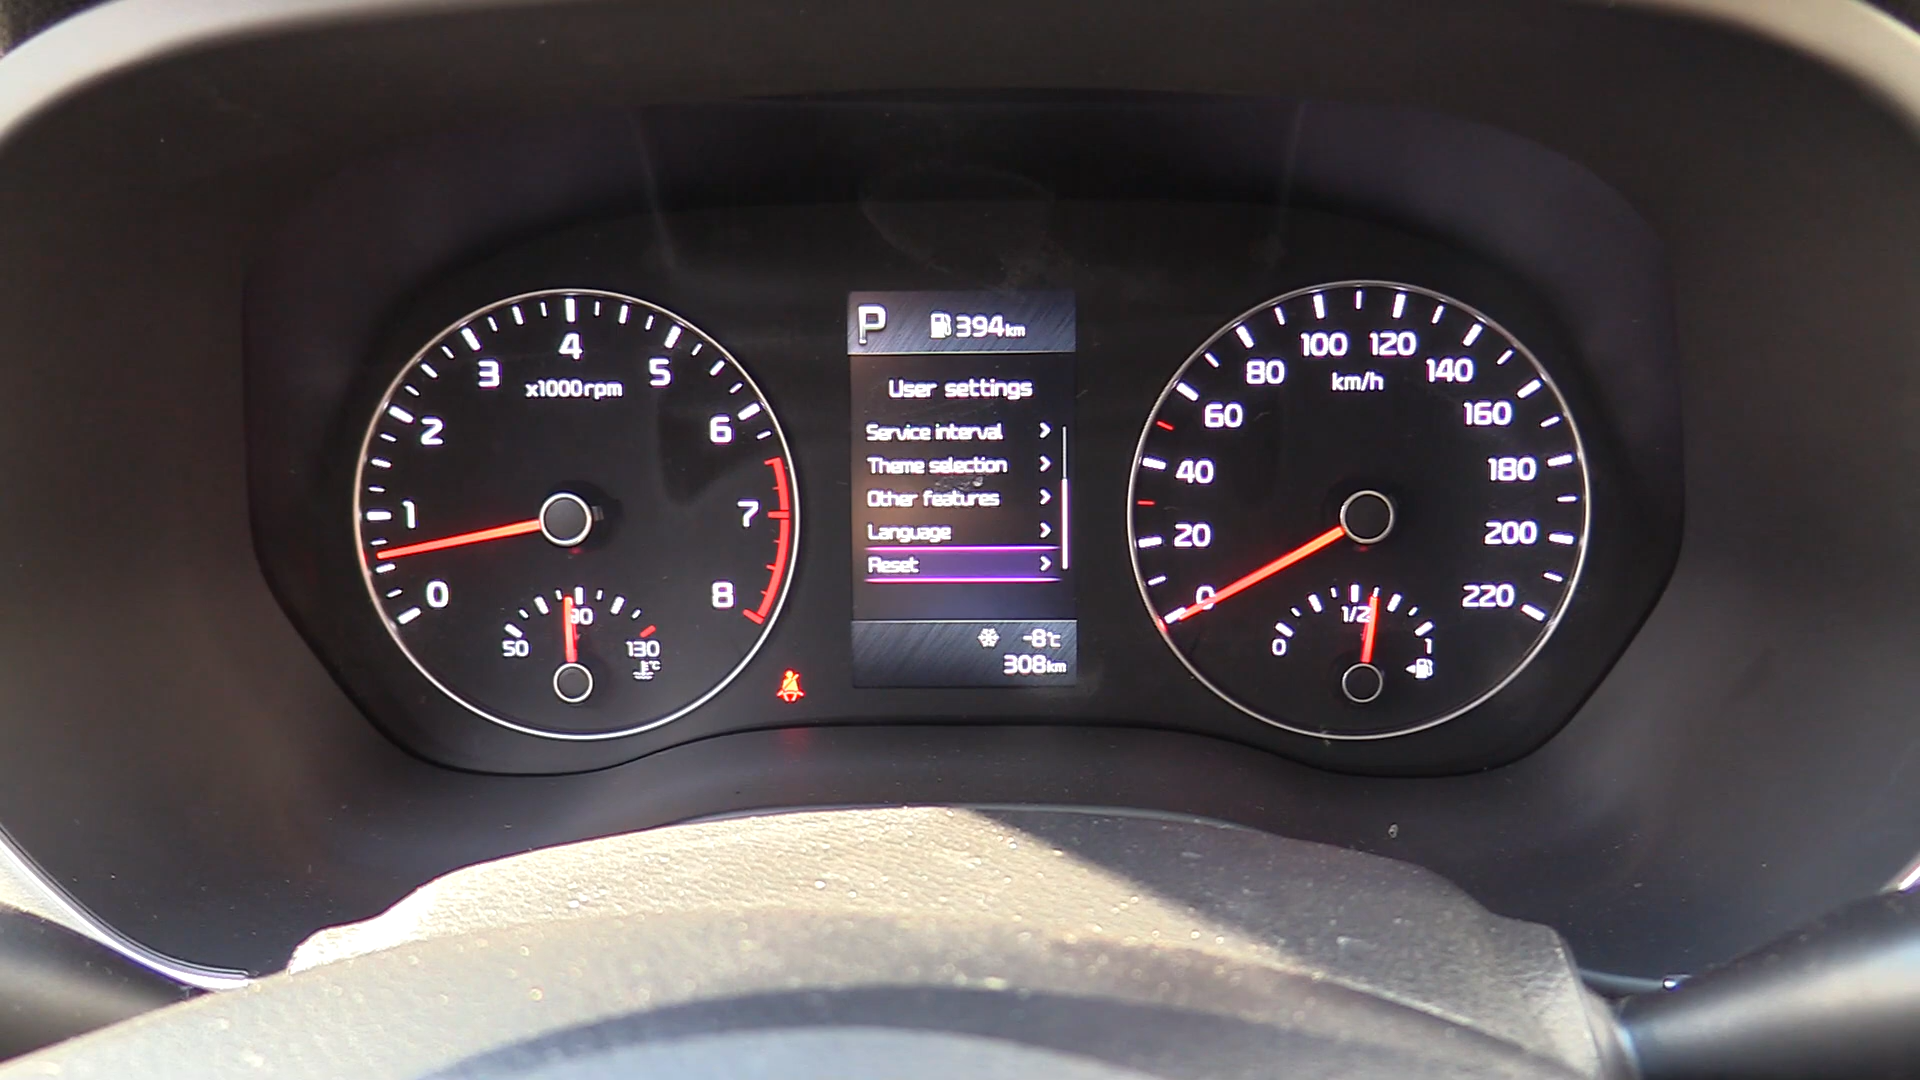 0
1
2
3
4
5
6
7
8
x1000rpm
50
90
130
°C
P
394km
User settings
Service interval
Theme selection
Other features
Language
Reset
-8°C
308km
0
20
40
60
80
100
120
140
160
180
200
220
km/h
0
1/2
1